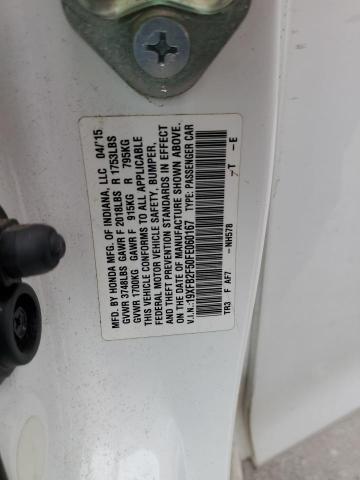 MFD. BY HONDA MFG. OF INDIANA, LLC 04/15
GVWR 3748LBS GAWR F 2018LBS R 1753LBS
GVWR 1700KG GAWR F 915KG R 795KG
THIS VEHICLE CONFORMS TO ALL APPLICABLE
FEDERAL MOTOR VEHICLE SAFETY, BUMPER,
AND THEFT PREVENTION STANDARDS IN EFFECT
ON THE DATE OF MANUFACTURE SHOWN ABOVE.
V.I.N.:19XFB2F50FE060167 TYPE: PASSENGER CAR
TR3 F AF7 -NH578 T -E